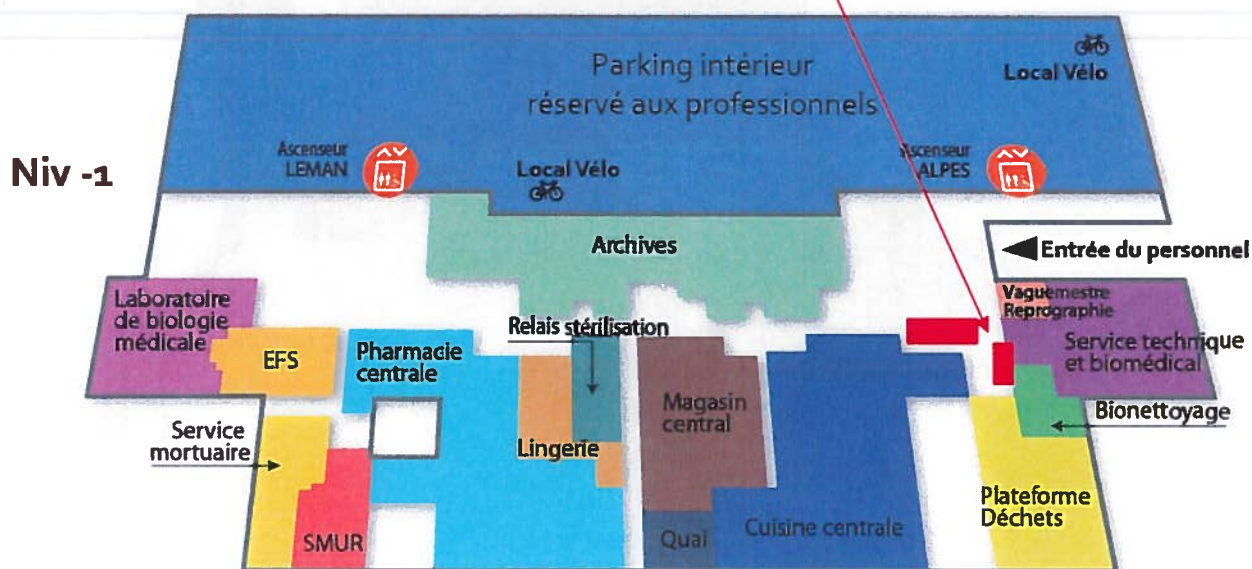 Parking intérieur
réservé aux professionnels
Local Vélo
Niv -1
Ascenseur
LEMAN
Local Vélo
Ascenseur
ALPES
Archives
Entrée du personnel
Laboratoire
de biologie
médicale
EFS
Pharmacie
centrale
Relais stérilisation
Vaguemestre
Reprographie
Service technique
et biomédical
Magasin
central
Bionettoyage
Service
mortuaire
Lingerie
Plateforme
Déchets
SMUR
Quai
Cuisine centrale